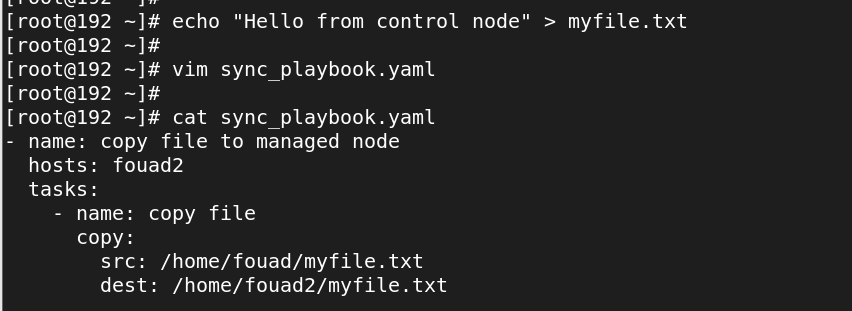 [root@192 ~]#
[root@192 ~]# echo "Hello from control node" > myfile.txt
[root@192 ~]#
[root@192 ~]# vim sync_playbook.yaml
[root@192 ~]#
[root@192 ~]# cat sync_playbook.yaml
- name: copy file to managed node
  hosts: fouad2
  tasks:
    - name: copy file
      copy:
        src: /home/fouad/myfile.txt
        dest: /home/fouad2/myfile.txt